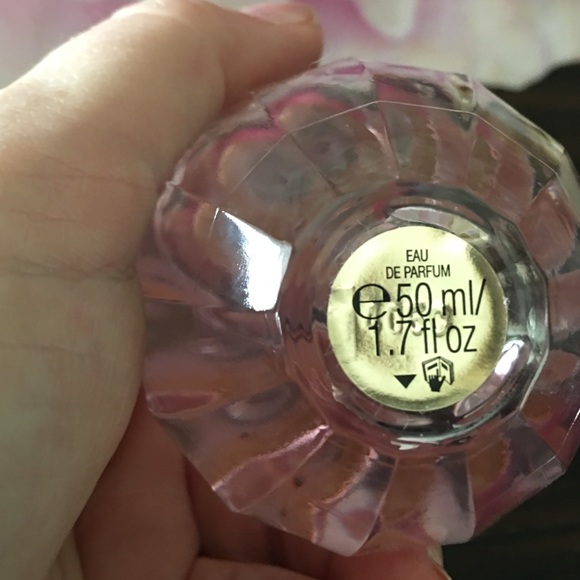 EAU
DE PARFUM
℮ 50 ml/
1.7 fl oz